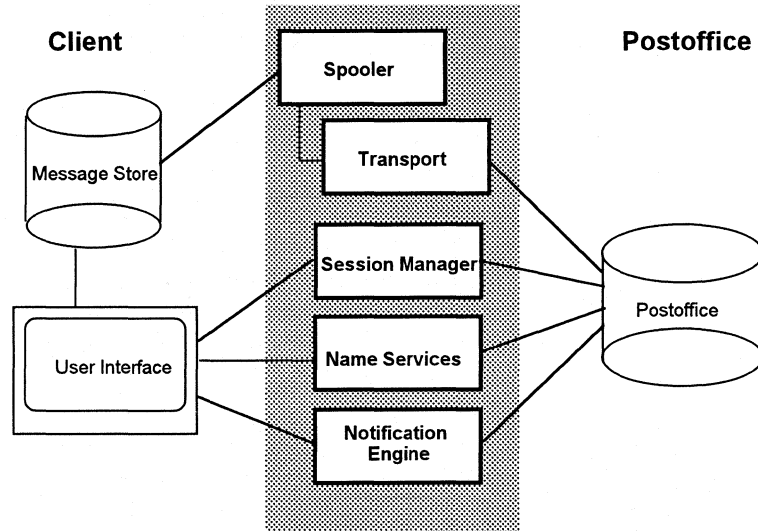 Client
Postoffice
Spooler
Message Store
Transport
Session Manager
Postoffice
User Interface
Name Services
Notification
Engine